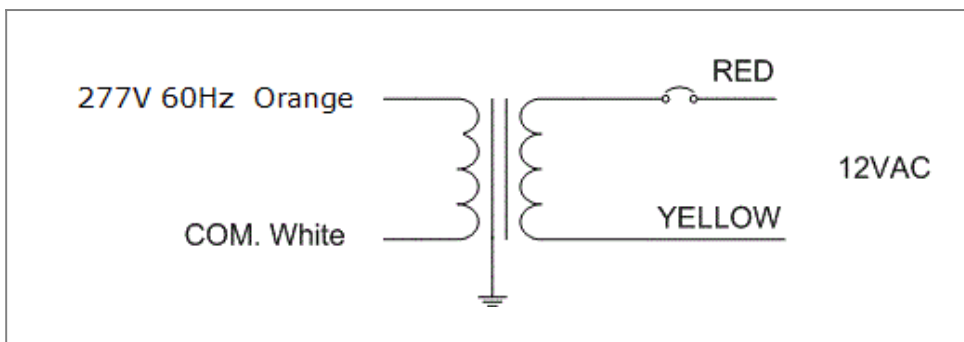 RED
277V 60Hz Orange
12VAC
YELLOW
COM. White